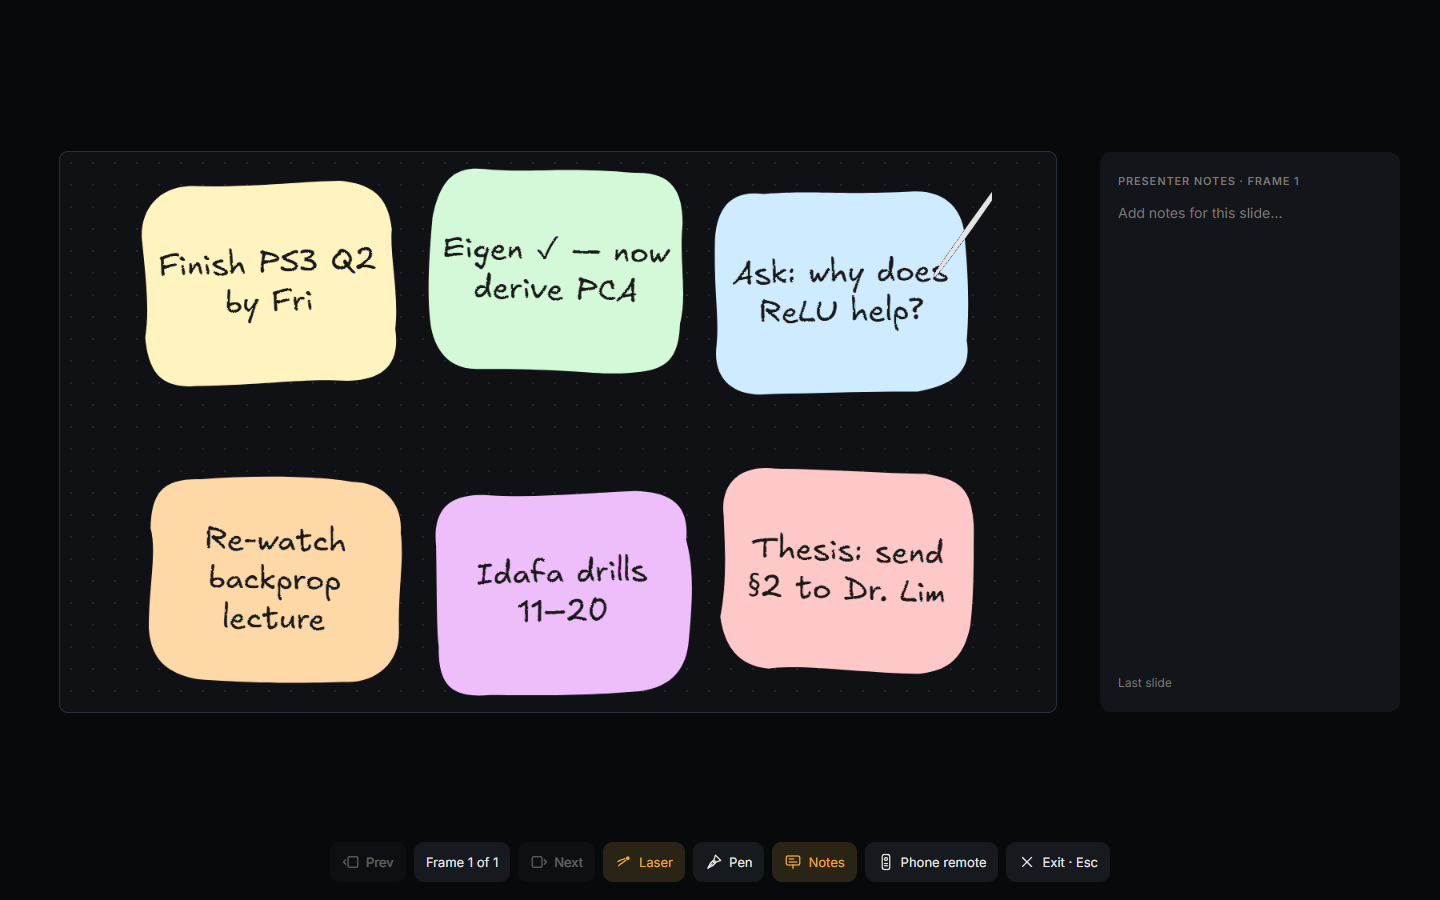 Finish PS3 Q2
by Fri
Eigen ✓ — now
derive PCA
Ask: why does
ReLU help?
Re-watch
backprop
lecture
Idafa drills
11–20
Thesis: send
§2 to Dr. Lim
PRESENTER NOTES · FRAME 1
Add notes for this slide...
Last slide
Prev
Frame 1 of 1
Next
Laser
Pen
Notes
Phone remote
Exit · Esc